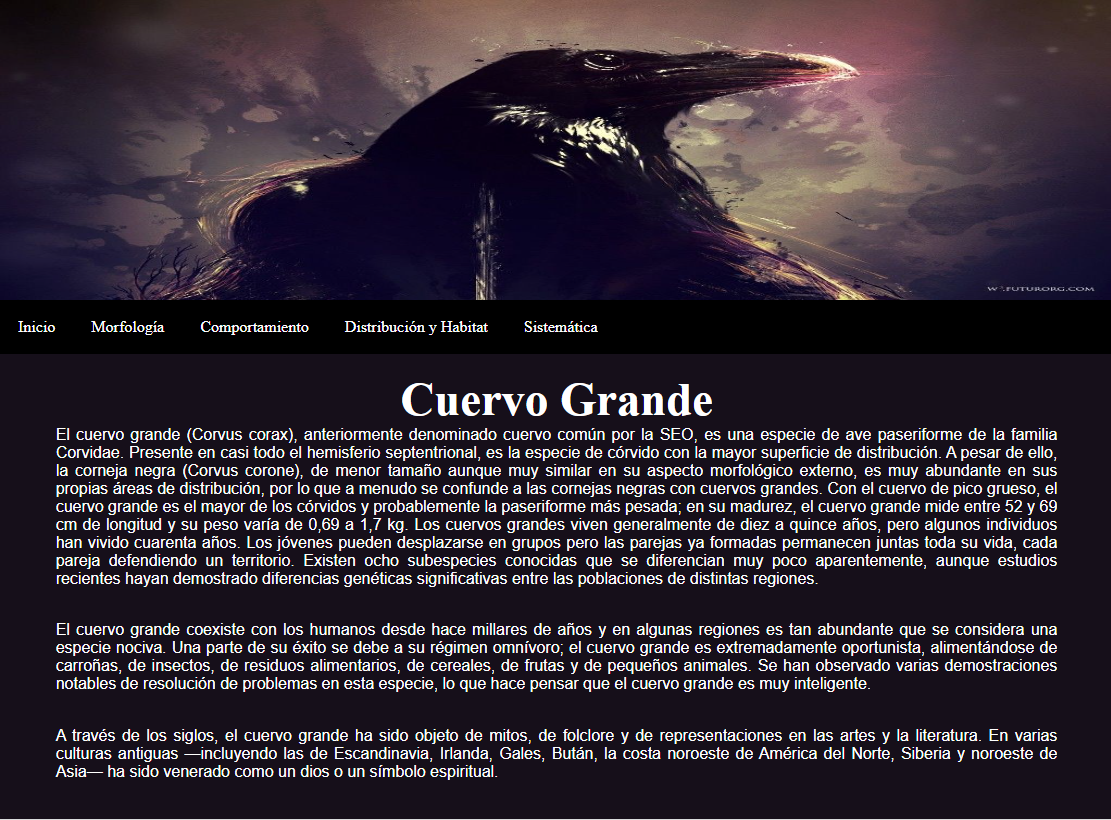 W V.FUTURORG.COM
Inicio Morfología Comportamiento Distribución y Habitat Sistemática
Cuervo Grande
El cuervo grande (Corvus corax), anteriormente denominado cuervo común por la SEO, es una especie de ave paseriforme de la familia
Corvidae. Presente en casi todo el hemisferio septentrional, es la especie de córvido con la mayor superficie de distribución. A pesar de ello,
la corneja negra (Corvus corone), de menor tamaño aunque muy similar en su aspecto morfológico externo, es muy abundante en sus
propias áreas de distribución, por lo que a menudo se confunde a las cornejas negras con cuervos grandes. Con el cuervo de pico grueso, el
cuervo grande es el mayor de los córvidos y probablemente la paseriforme más pesada; en su madurez, el cuervo grande mide entre 52 y 69
cm de longitud y su peso varía de 0,69 a 1,7 kg. Los cuervos grandes viven generalmente de diez a quince años, pero algunos individuos
han vivido cuarenta años. Los jóvenes pueden desplazarse en grupos pero las parejas ya formadas permanecen juntas toda su vida, cada
pareja defendiendo un territorio. Existen ocho subespecies conocidas que se diferencian muy poco aparentemente, aunque estudios
recientes hayan demostrado diferencias genéticas significativas entre las poblaciones de distintas regiones.
El cuervo grande coexiste con los humanos desde hace millares de años y en algunas regiones es tan abundante que se considera una
especie nociva. Una parte de su éxito se debe a su régimen omnívoro; el cuervo grande es extremadamente oportunista, alimentándose de
carroñas, de insectos, de residuos alimentarios, de cereales, de frutas y de pequeños animales. Se han observado varias demostraciones
notables de resolución de problemas en esta especie, lo que hace pensar que el cuervo grande es muy inteligente.
A través de los siglos, el cuervo grande ha sido objeto de mitos, de folclore y de representaciones en las artes y la literatura. En varias
culturas antiguas —incluyendo las de Escandinavia, Irlanda, Gales, Bután, la costa noroeste de América del Norte, Siberia y noroeste de
Asia— ha sido venerado como un dios o un símbolo espiritual.